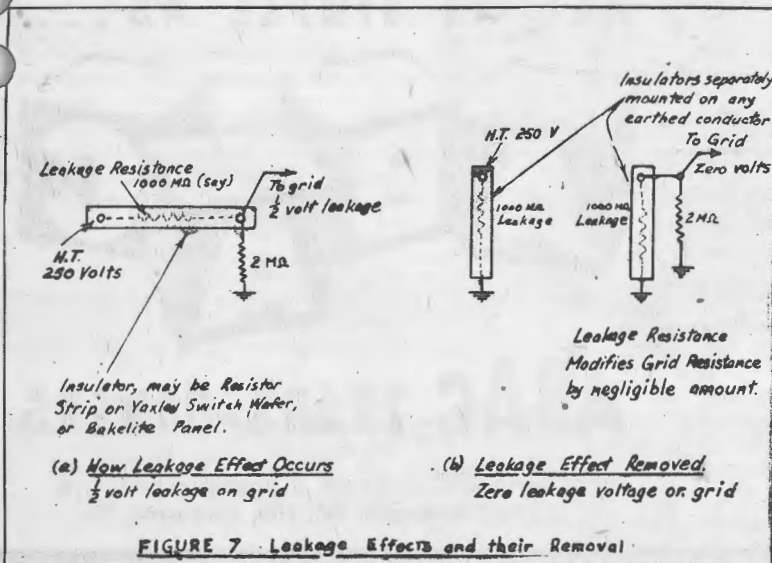 Leakage Resistance
1000 MΩ (say)
To grid
1/2 volt leakage
H.T.
250 Volts
2 MΩ
Insulator, may be Resistor
Strip or Yaxley Switch Wafer,
or Bakelite Panel.
(a) How Leakage Effect Occurs
1/2 volt leakage on grid
Insulators separately
mounted on any
earthed conductor
H.T. 250 V
To Grid
Zero volts
1000 MΩ
Leakage
1000 MΩ
Leakage
2 MΩ
Leakage Resistance
Modifies Grid Resistance
by negligible amount.
(b) Leakage Effect Removed.
Zero leakage voltage on grid
FIGURE 7 Leakage Effects and their Removal